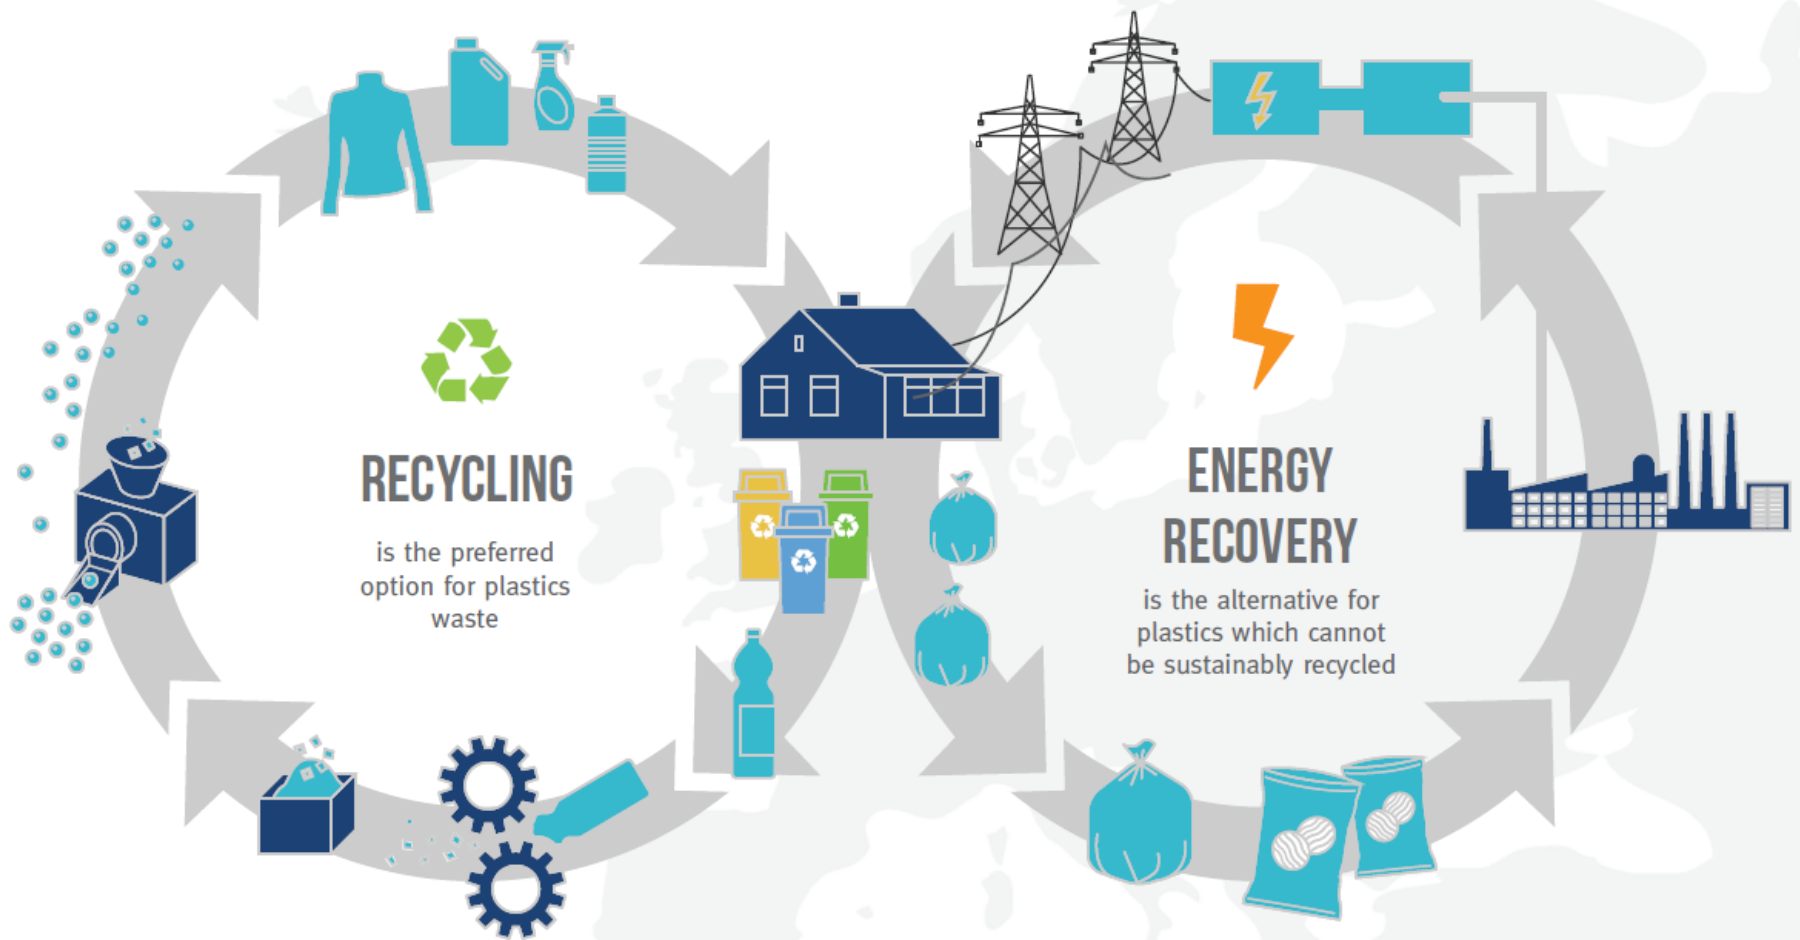 RECYCLING
is the preferred
option for plastics
waste
ENERGY
RECOVERY
is the alternative for
plastics which cannot
be sustainably recycled